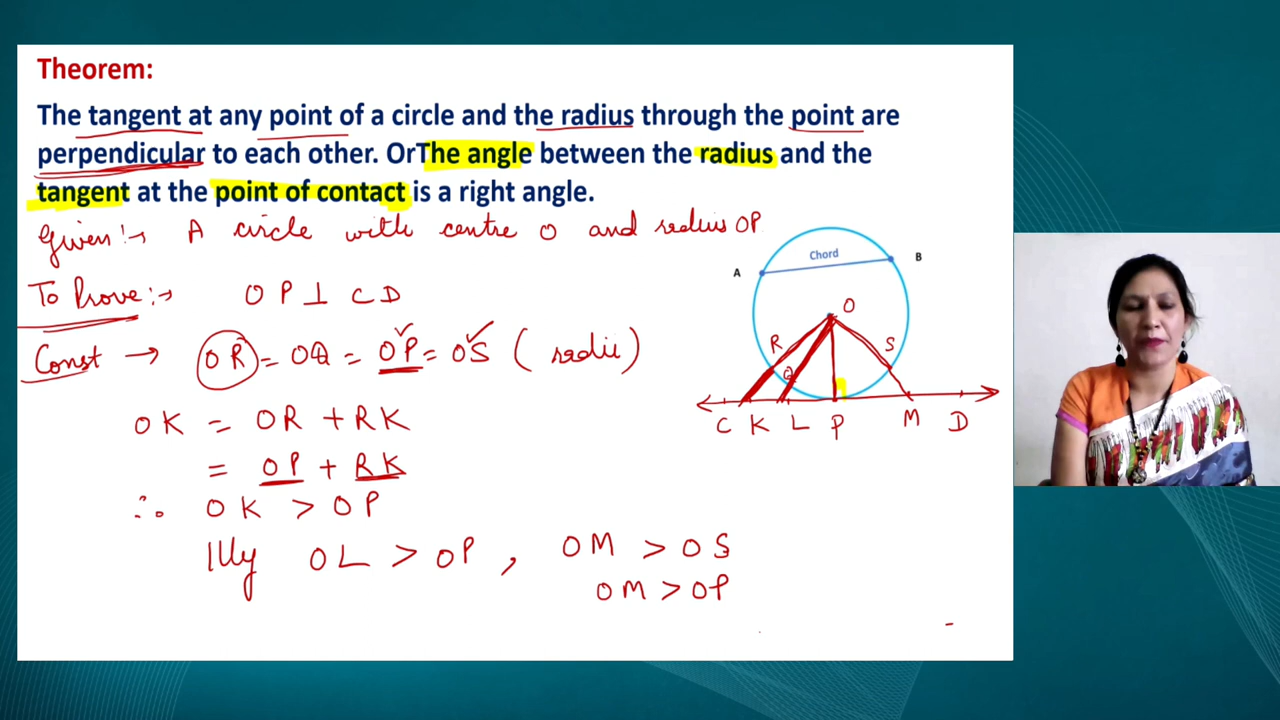 Theorem:
The tangent at any point of a circle and the radius through the point are
perpendicular to each other. OrThe angle between the radius and the
tangent at the point of contact is a right angle.
Given :→ A circle with centre O and radius OP
To Prove :→ OP ⊥ CD
Const → OR = OQ = OP = OS ( radii )
OK = OR + RK
= OP + RK
∴ OK > OP
Illy OL > OP , OM > OS
OM > OP
Chord
A
B
O
R
S
Q
C K L P M D